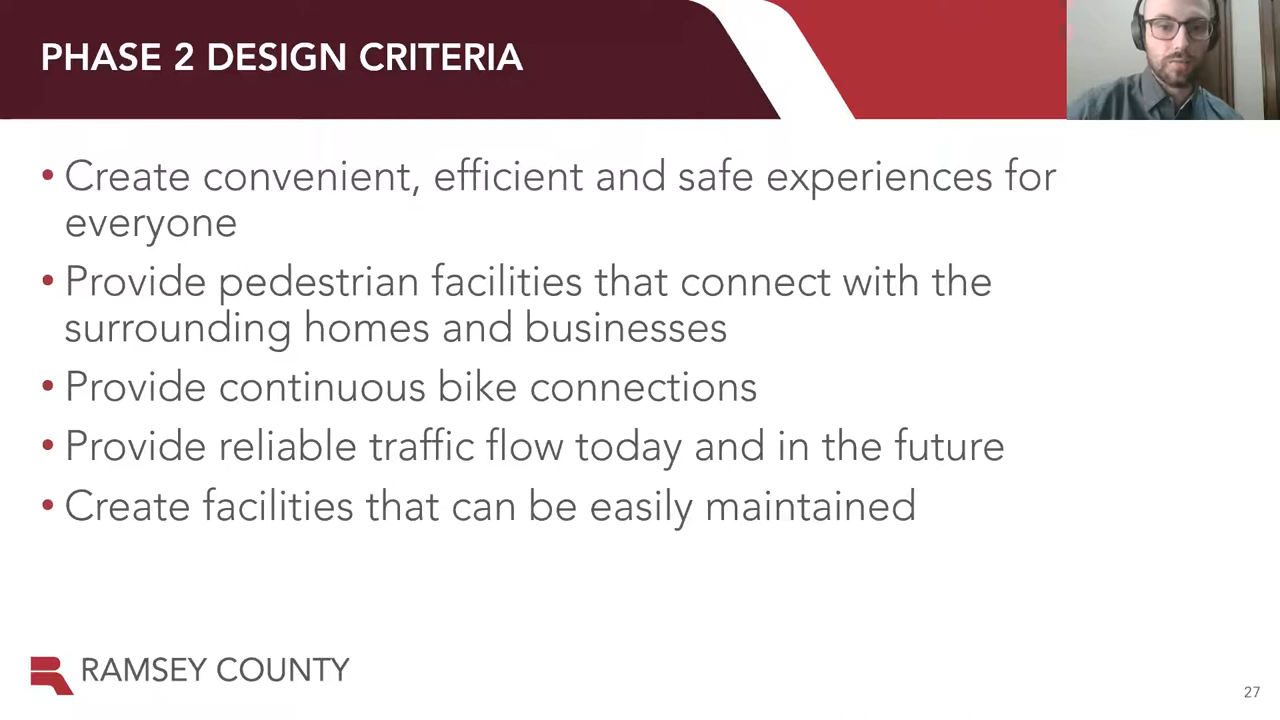 PHASE 2 DESIGN CRITERIA
• Create convenient, efficient and safe experiences for
everyone
• Provide pedestrian facilities that connect with the
surrounding homes and businesses
• Provide continuous bike connections
• Provide reliable traffic flow today and in the future
• Create facilities that can be easily maintained
RAMSEY COUNTY
27